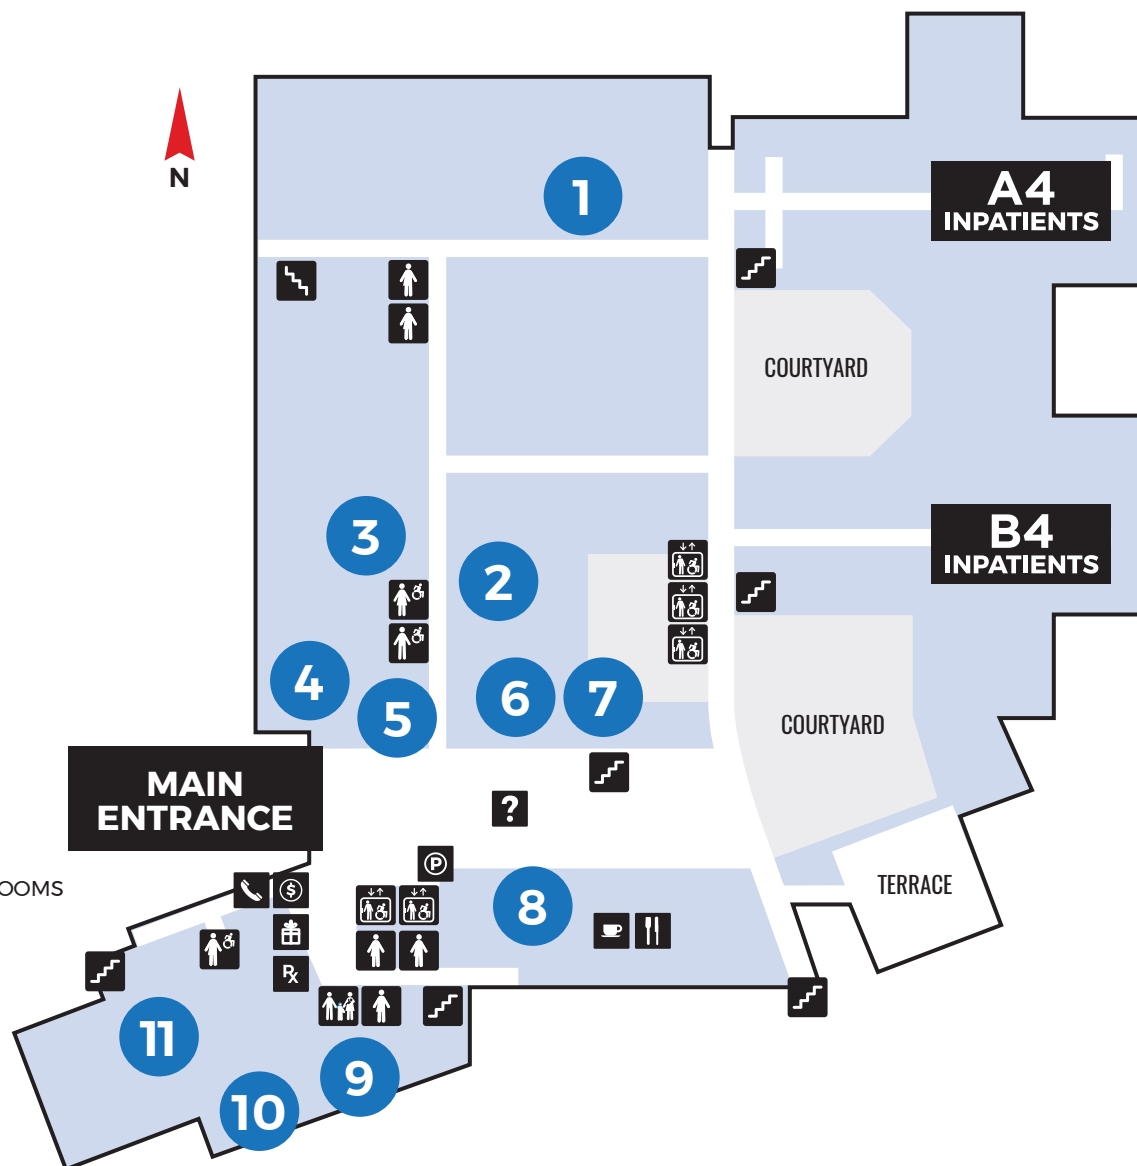 N
1
A4
INPATIENTS
COURTYARD
3
2
B4
INPATIENTS
4
5
6
7
COURTYARD
MAIN
ENTRANCE
?
P
OOMS
$
8
TERRACE
Rx
11
9
10